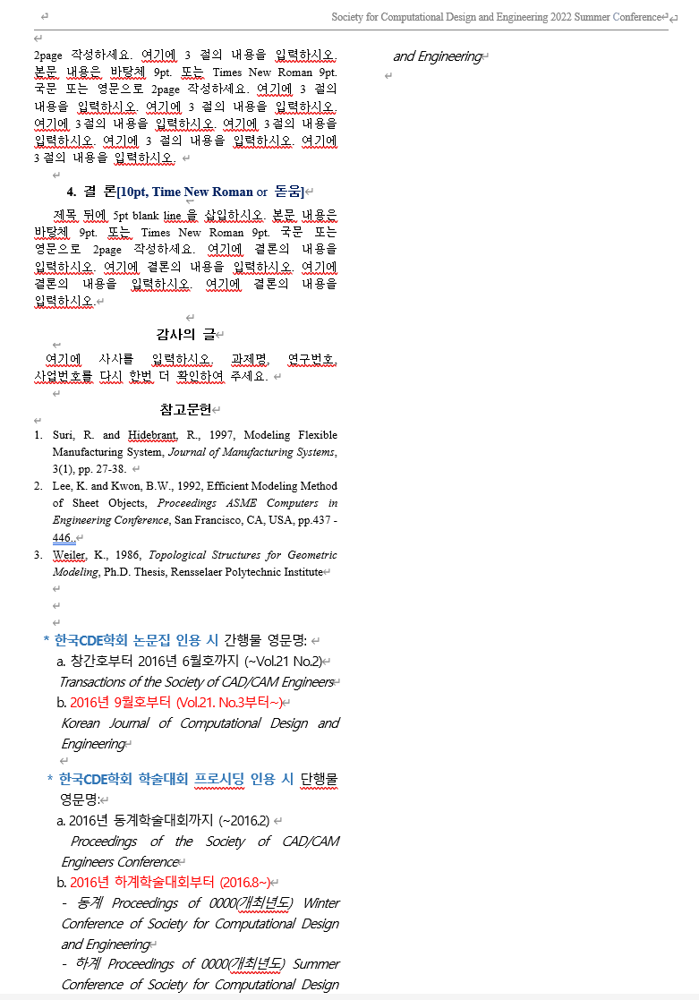 Society for Computational Design and Engineering 2022 Summer Conference
2page 작성하세요. 여기에 3 절의 내용을 입력하시오.
본문 내용은 바탕체 9pt. 또는 Times New Roman 9pt.
국문 또는 영문으로 2page 작성하세요. 여기에 3 절의
내용을 입력하시오. 여기에 3 절의 내용을 입력하시오.
여기에 3절의 내용을 입력하시오. 여기에 3절의 내용을
입력하시오. 여기에 3 절의 내용을 입력하시오. 여기에
3절의 내용을 입력하시오.
4. 결 론[10pt, Time New Roman or 돋움]
제목 뒤에 5pt blank line 을 삽입하시오. 본문 내용은
바탕체 9pt. 또는 Times New Roman 9pt. 국문 또는
영문으로 2page 작성하세요. 여기에 결론의 내용을
입력하시오. 여기에 결론의 내용을 입력하시오. 여기에
결론의 내용을 입력하시오. 여기에 결론의 내용을
입력하시오.
감사의 글
여기에 사사를 입력하시오. 과제명, 연구번호,
사업번호를 다시 한번 더 확인하여 주세요.
참고문헌
1. Suri, R. and Hidebrant, R., 1997, Modeling Flexible
Manufacturing System, Journal of Manufacturing Systems,
3(1), pp. 27-38.
2. Lee, K. and Kwon, B.W., 1992, Efficient Modeling Method
of Sheet Objects, Proceedings ASME Computers in
Engineering Conference, San Francisco, CA, USA, pp.437 -
446..
3. Weiler, K., 1986, Topological Structures for Geometric
Modeling, Ph.D. Thesis, Rensselaer Polytechnic Institute
* 한국CDE학회 논문집 인용 시 간행물 영문명:
a. 창간호부터 2016년 6월호까지 (~Vol.21 No.2)
Transactions of the Society of CAD/CAM Engineers
b. 2016년 9월호부터 (Vol.21. No.3부터~)
Korean Journal of Computational Design and
Engineering
* 한국CDE학회 학술대회 프로시딩 인용 시 단행물
영문명:
a. 2016년 동계학술대회까지 (~2016.2)
Proceedings of the Society of CAD/CAM
Engineers Conference
b. 2016년 하계학술대회부터 (2016.8~)
- 동계 Proceedings of 0000(개최년도) Winter
Conference of Society for Computational Design
and Engineering
- 하계 Proceedings of 0000(개최년도) Summer
Conference of Society for Computational Design
and Engineering